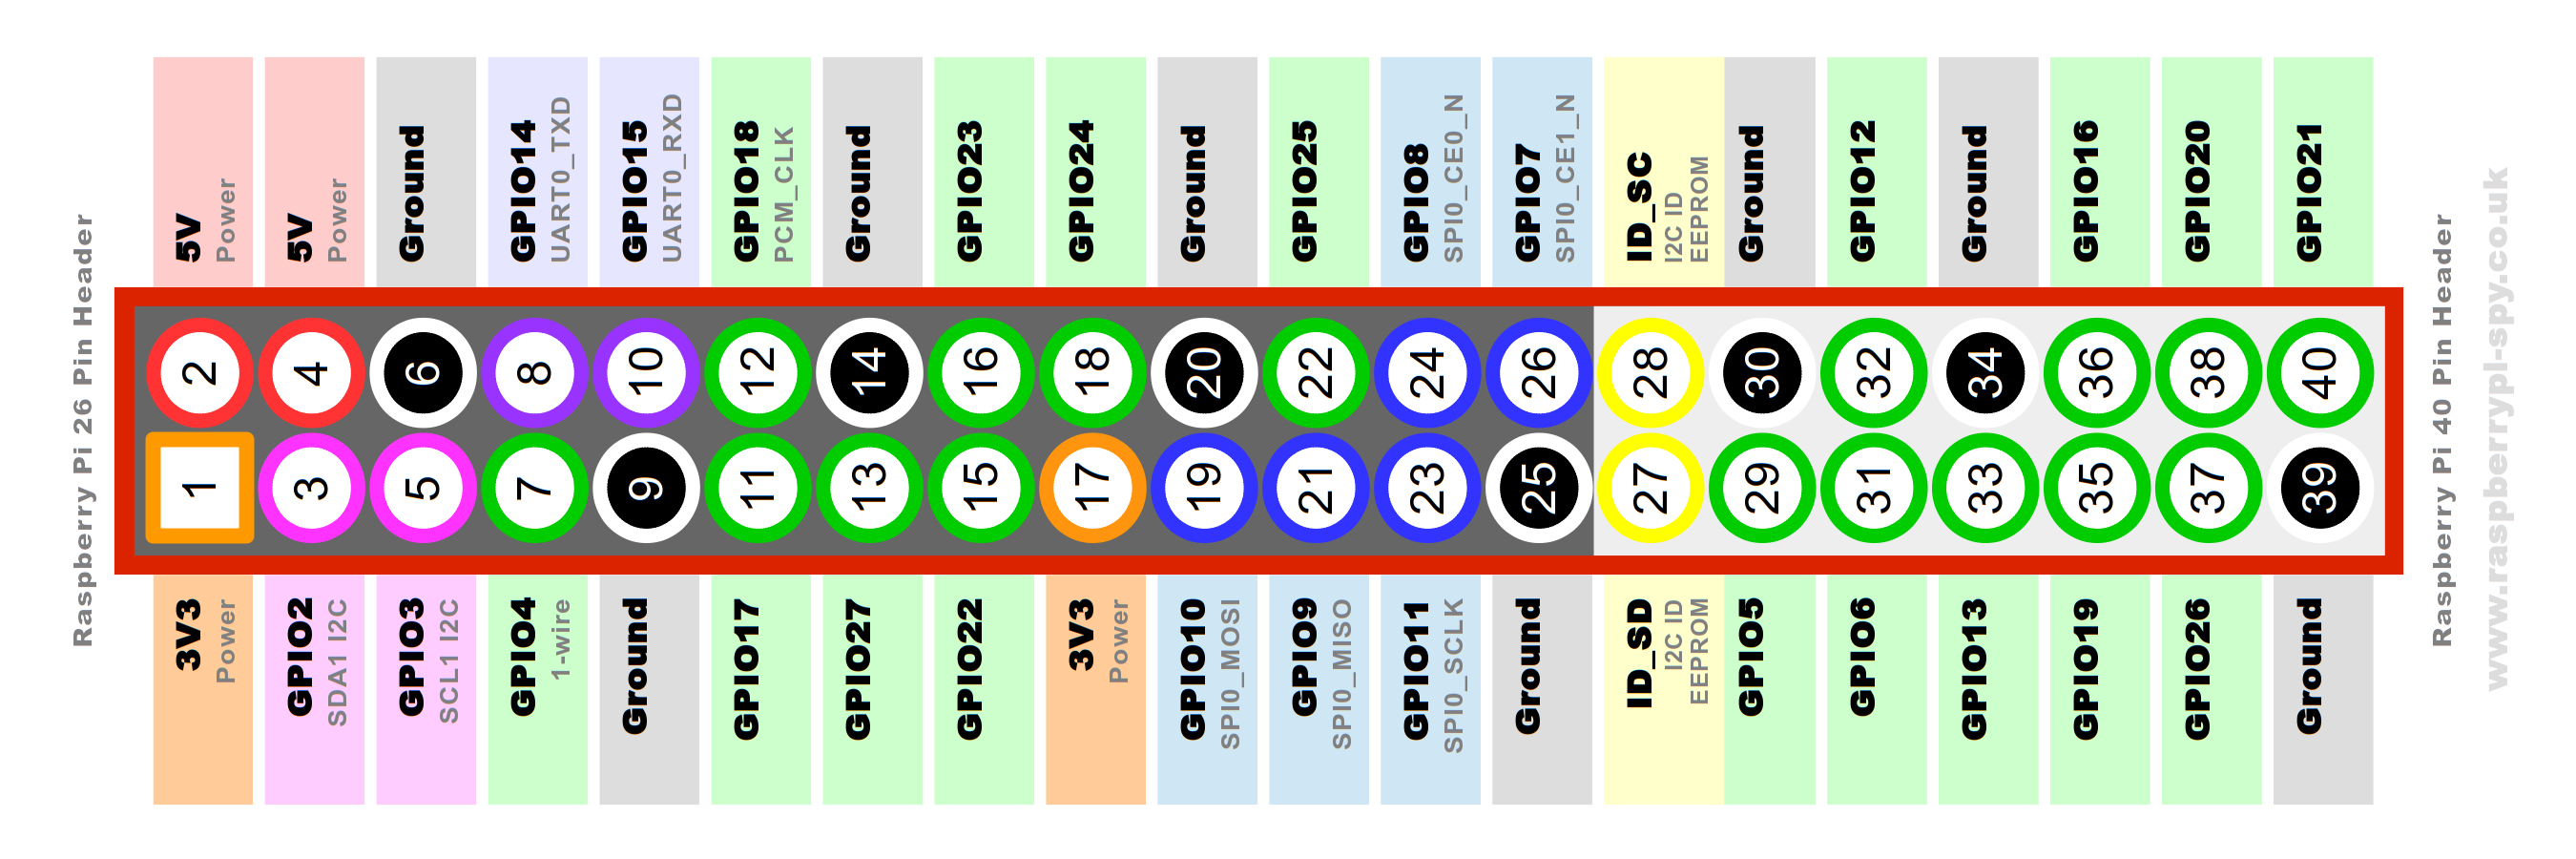 Raspberry Pi 26 Pin Header
5V
Power
5V
Power
Ground
GPIO14
UART0_TXD
GPIO15
UART0_RXD
GPIO18
PCM_CLK
Ground
GPIO23
GPIO24
Ground
GPIO25
GPIO8
SPI0_CE0_N
GPIO7
SPI0_CE1_N
ID_SC
I2C ID
EEPROM
Ground
GPIO12
Ground
GPIO16
GPIO20
GPIO21
2 4 6 8 10 12 14 16 18 20 22 24 26 28 30 32 34 36 38 40
1 3 5 7 9 11 13 15 17 19 21 23 25 27 29 31 33 35 37 39
3V3
Power
GPIO2
SDA1 I2C
GPIO3
SCL1 I2C
GPIO4
1-wire
Ground
GPIO17
GPIO27
GPIO22
3V3
Power
GPIO10
SPI0_MOSI
GPIO9
SPI0_MISO
GPIO11
SPI0_SCLK
Ground
ID_SD
I2C ID
EEPROM
GPIO5
GPIO6
GPIO13
GPIO19
GPIO26
Ground
Raspberry Pi 40 Pin Header
www.raspberrypi-spy.co.uk